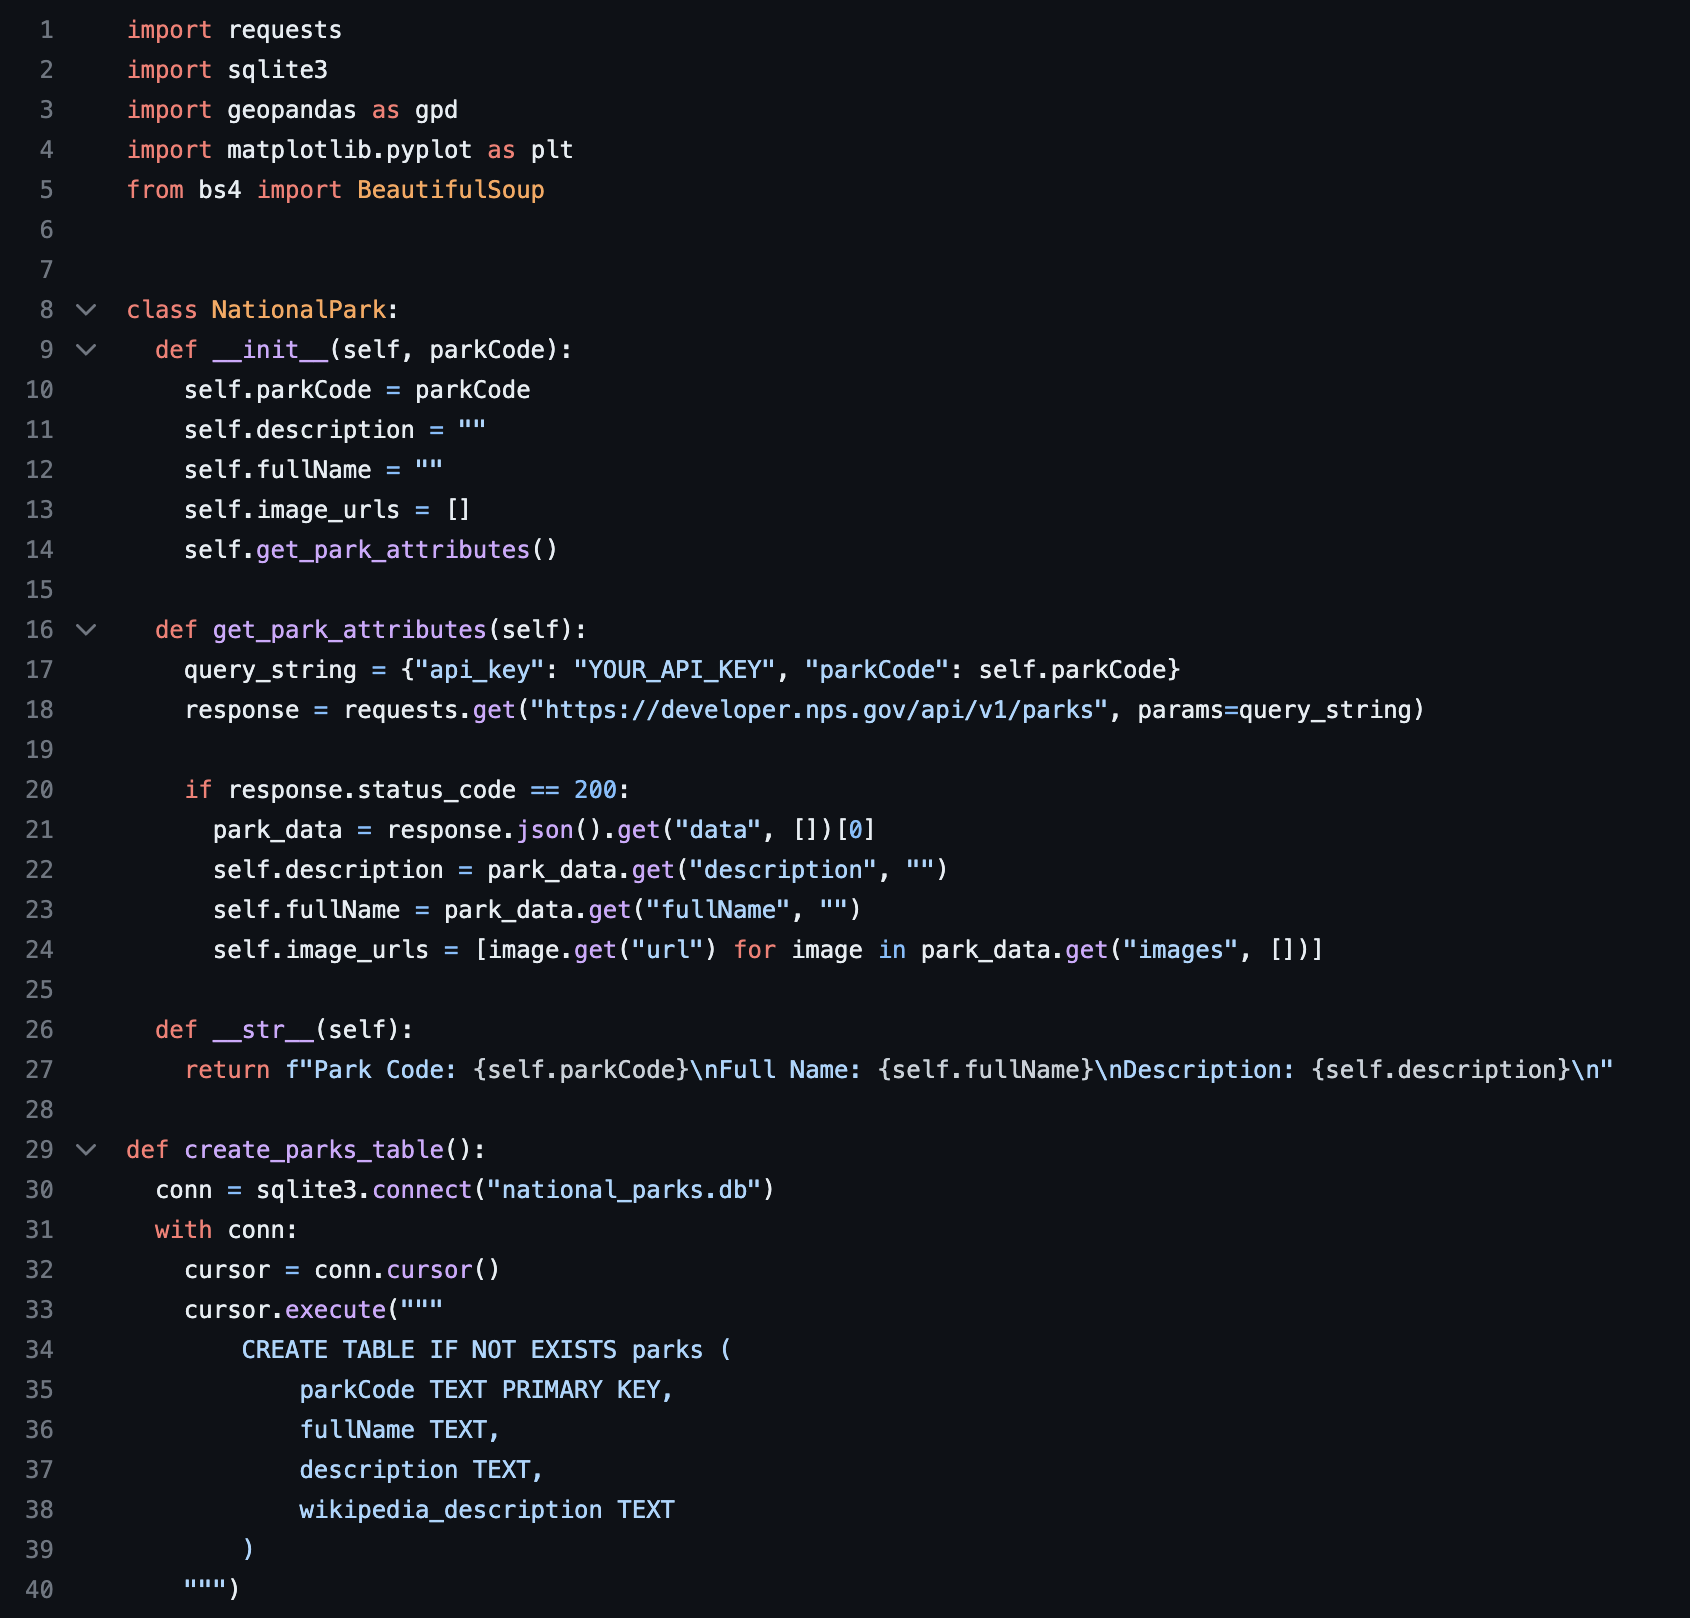 1 import requests
2 import sqlite3
3 import geopandas as gpd
4 import matplotlib.pyplot as plt
5 from bs4 import BeautifulSoup
6
7
8 class NationalPark:
9   def __init__(self, parkCode):
10     self.parkCode = parkCode
11     self.description = ""
12     self.fullName = ""
13     self.image_urls = []
14     self.get_park_attributes()
15
16   def get_park_attributes(self):
17     query_string = {"api_key": "YOUR_API_KEY", "parkCode": self.parkCode}
18     response = requests.get("https://developer.nps.gov/api/v1/parks", params=query_string)
19
20     if response.status_code == 200:
21       park_data = response.json().get("data", [])[0]
22       self.description = park_data.get("description", "")
23       self.fullName = park_data.get("fullName", "")
24       self.image_urls = [image.get("url") for image in park_data.get("images", [])]
25
26   def __str__(self):
27     return f"Park Code: {self.parkCode}\nFull Name: {self.fullName}\nDescription: {self.description}\n"
28
29 def create_parks_table():
30   conn = sqlite3.connect("national_parks.db")
31   with conn:
32     cursor = conn.cursor()
33     cursor.execute("""
34         CREATE TABLE IF NOT EXISTS parks (
35             parkCode TEXT PRIMARY KEY,
36             fullName TEXT,
37             description TEXT,
38             wikipedia_description TEXT
39         )
40     """)